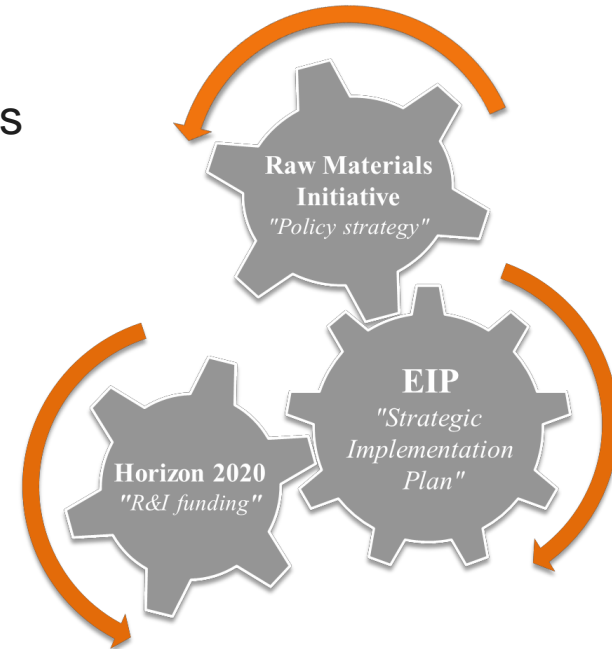 s
Raw Materials
Initiative
"Policy strategy"
EIP
"Strategic
Implementation
Plan"
Horizon 2020
"R&I funding"